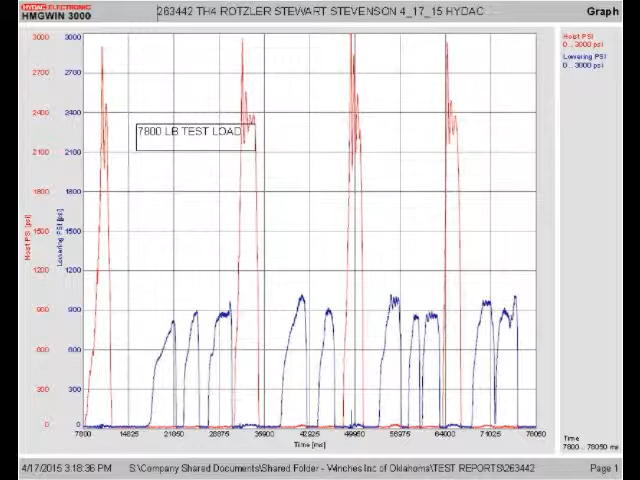 HYDAC ELECTRONIC
HMGWIN 3000
263442 TH4 ROTZLER STEWART STEVENSON 4_17_15 HYDAC
Graph
Hoist PSI
0 .. 3000 psi
Lowering PSI
0 .. 3000 psi
3000 3000
2700 2700
2400 2400
7800 LB TEST LOAD
2100 2100
1800 1800
1500 1500
Hoist PSI [psi]
Lowering PSI [psi]
1200 1200
900 900
600 600
300 300
0 0
7800 14825 21850 28875 35900 42925 49950 56975 64000 71025 78050
Time [ms]
Time
7800 .. 78050 ms
4/17/2015 3:18:36 PM
S:\Company Shared Documents\Shared Folder - Winches Inc of Oklahoma\TEST REPORTS\263442
Page 1